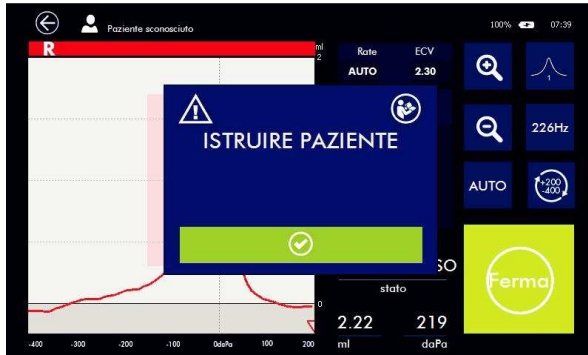 Paziente sconosciuto
100%
07:39
R
ml
2
Rate
ECV
AUTO
2.30
1
ISTRUIRE PAZIENTE
226Hz
AUTO
+200
-400
SO
stato
Ferma
0
2.22
219
ml
daPa
-400
-300
-200
-100
0daPa
100
200